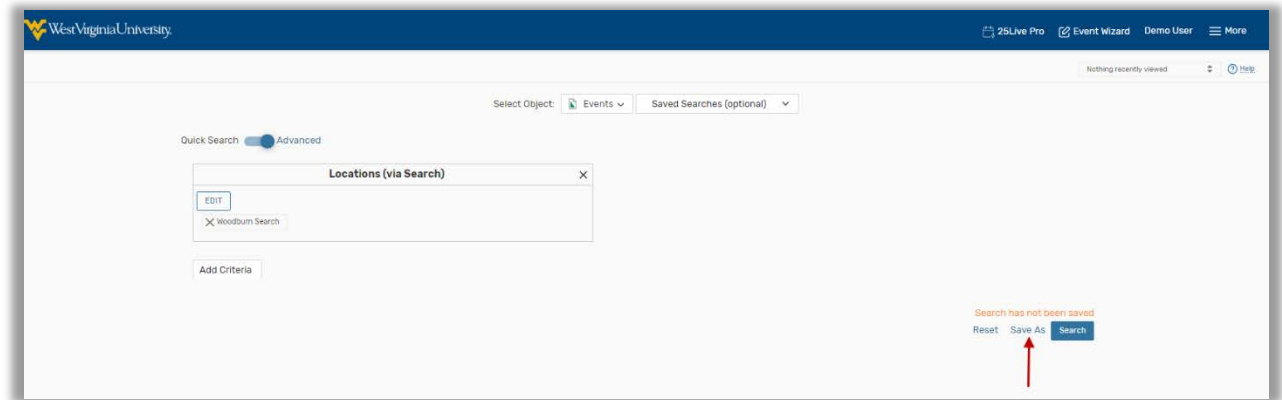 WestVirginiaUniversity.
25Live Pro Event Wizard Demo User More
Nothing recently viewed Help
Select Object: Events Saved Searches (optional)
Quick Search Advanced
Locations (via Search)
EDIT
Woodburn Search
Add Criteria
Search has not been saved
Reset Save As Search